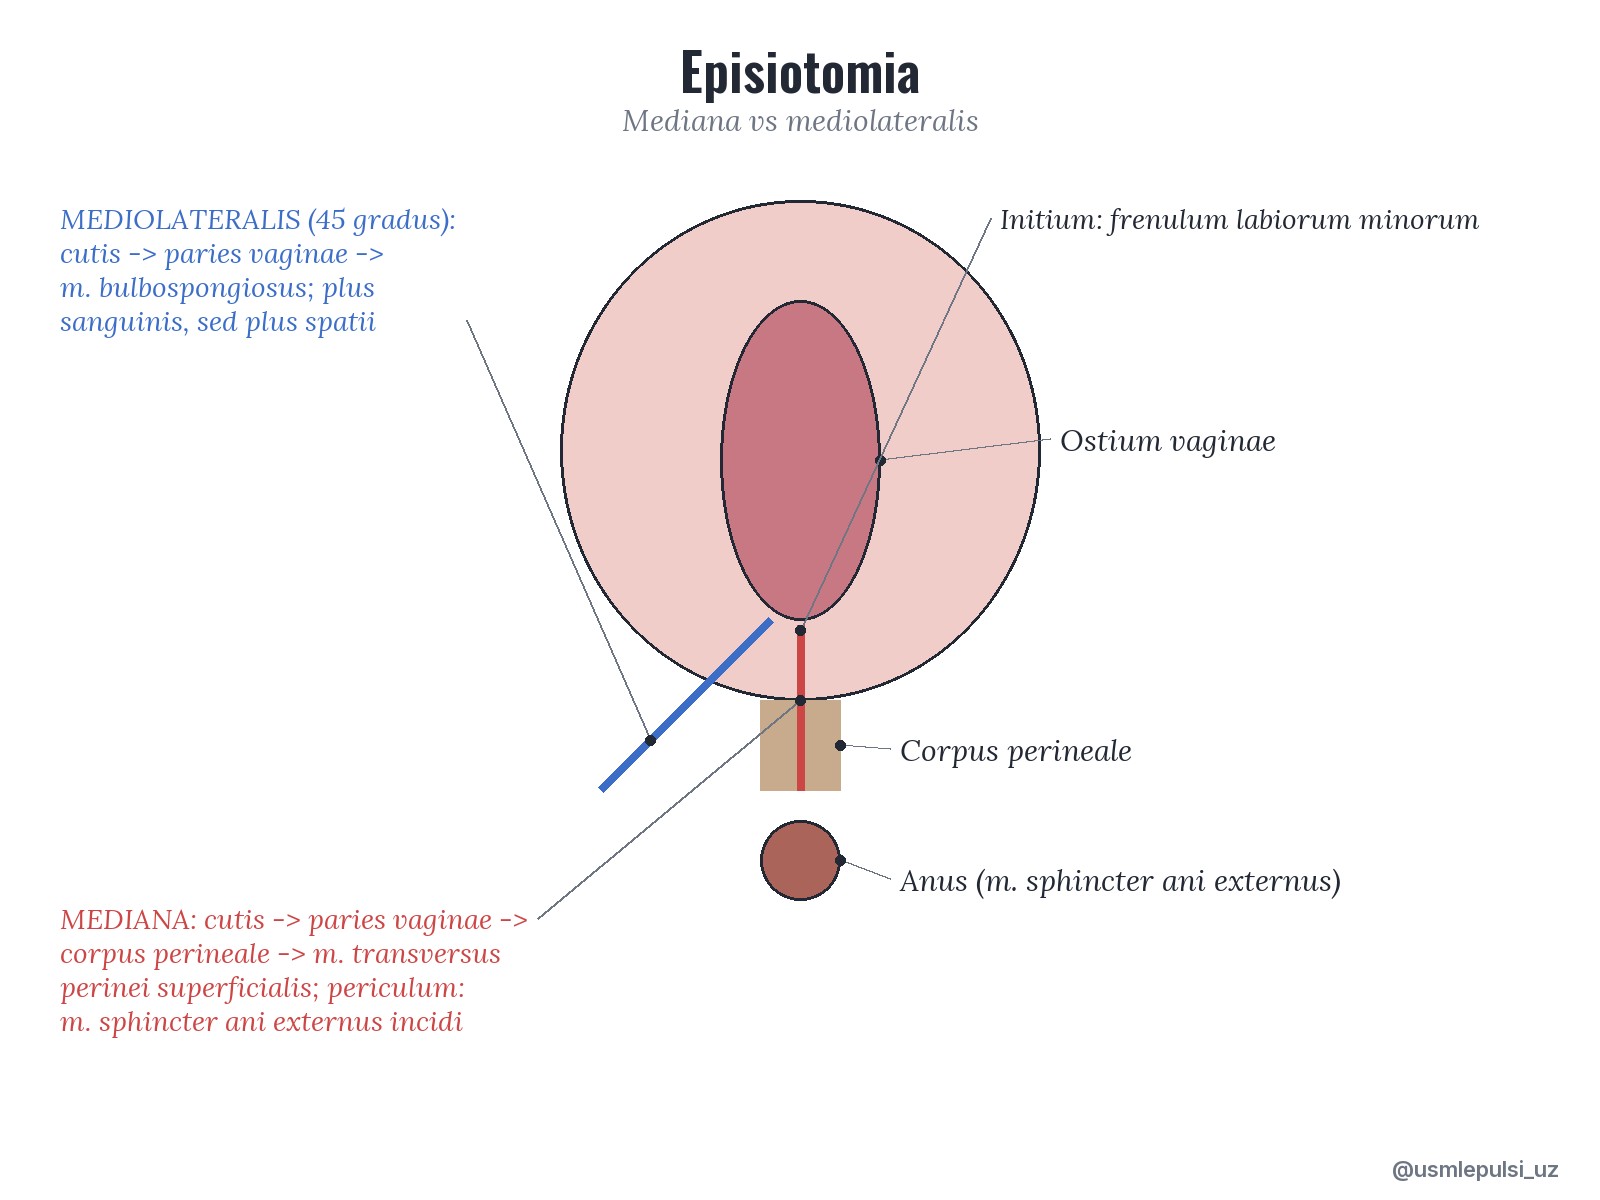 Episiotomia
Mediana vs mediolateralis
MEDIOLATERALIS (45 gradus):
cutis -> paries vaginae ->
m. bulbospongiosus; plus
sanguinis, sed plus spatii
Initium: frenulum labiorum minorum
Ostium vaginae
Corpus perineale
Anus (m. sphincter ani externus)
MEDIANA: cutis -> paries vaginae ->
corpus perineale -> m. transversus
perinei superficialis; periculum:
m. sphincter ani externus incidi
@usmlepulsi_uz